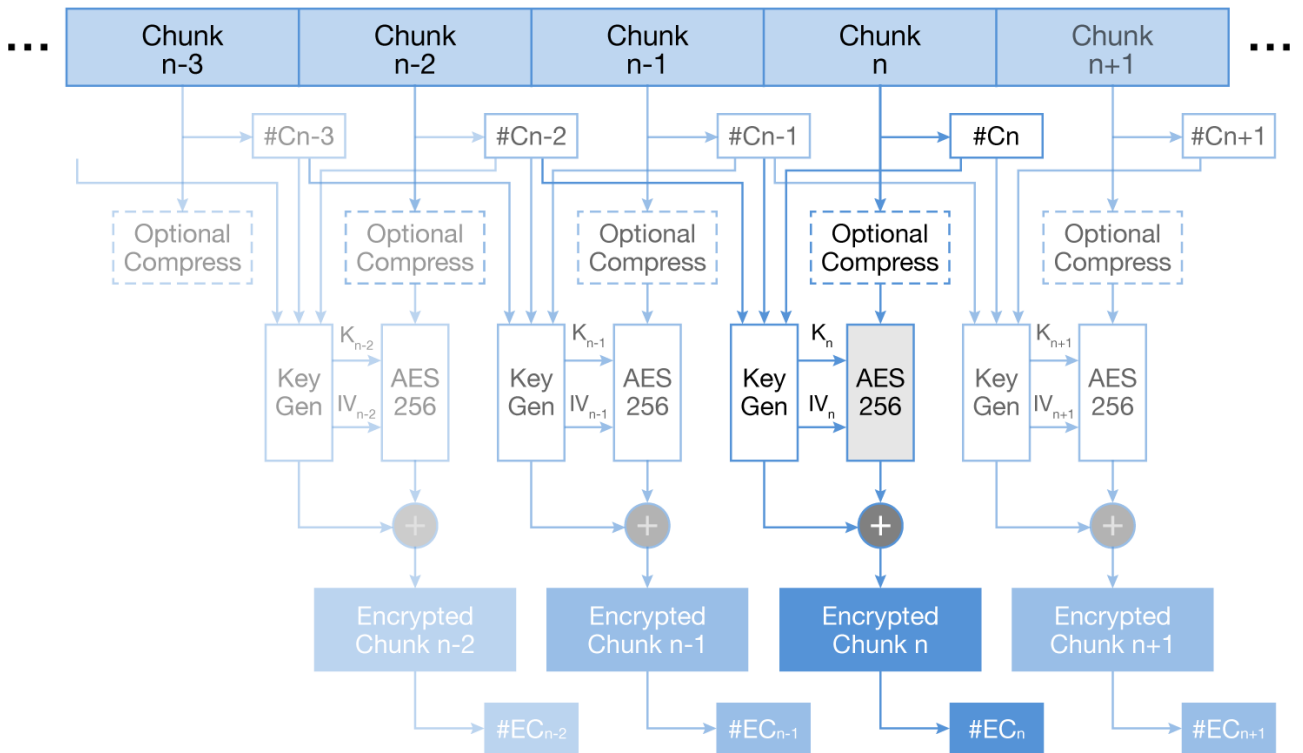 ... Chunk n-3 Chunk n-2 Chunk n-1 Chunk n Chunk n+1 ...
#Cn-3 #Cn-2 #Cn-1 #Cn #Cn+1
Optional Optional Optional Optional Optional
Compress Compress Compress Compress Compress
Kn-2 Kn-1 Kn Kn+1
Key AES Key AES Key AES Key AES
Gen IVn-2 256 Gen IVn-1 256 Gen IVn 256 Gen IVn+1 256
+ + + +
Encrypted Encrypted Encrypted Encrypted
Chunk n-2 Chunk n-1 Chunk n Chunk n+1
#ECn-2 #ECn-1 #ECn #ECn+1